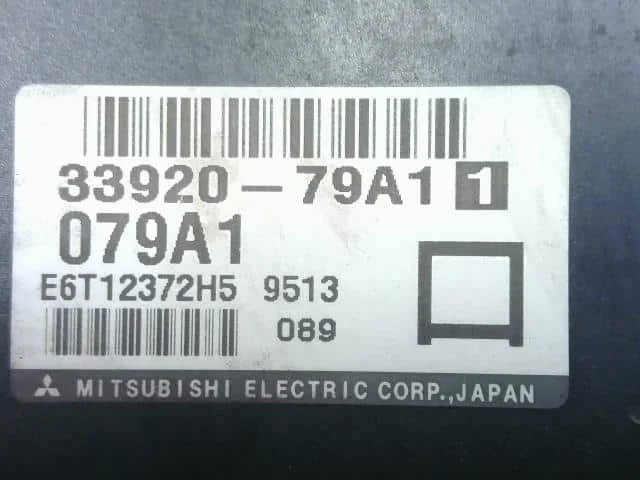 33920-79A1 1
079A1
E6T12372H5 9513
089
MITSUBISHI ELECTRIC CORP.,JAPAN